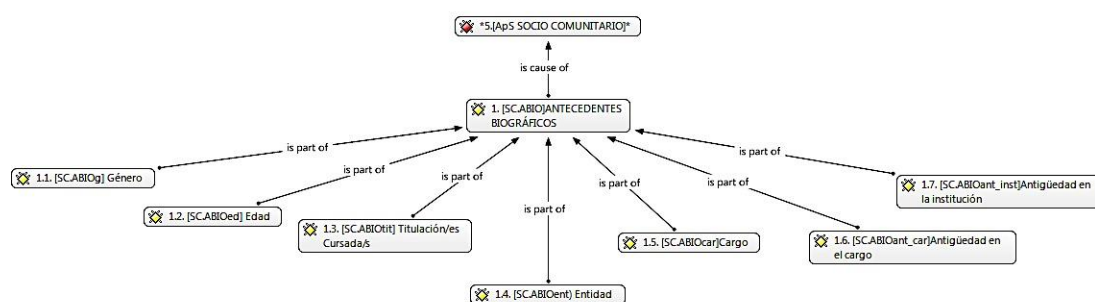 *5.[ApS SOCIO COMUNITARIO]*
is cause of
1. [SC.ABIO]ANTECEDENTES
BIOGRÁFICOS
is part of
is part of
is part of
is part of
is part of
is part of
is part of
1.1. [SC.ABIOg] Género
1.2. [SC.ABIOed] Edad
1.3. [SC.ABIOtit] Titulación/es
Cursada/s
1.4. [SC.ABIOent) Entidad
1.5. [SC.ABIOcar]Cargo
1.6. [SC.ABIOant_car]Antigüedad en
el cargo
1.7. [SC.ABIOant_inst]Antigüedad en
la institución